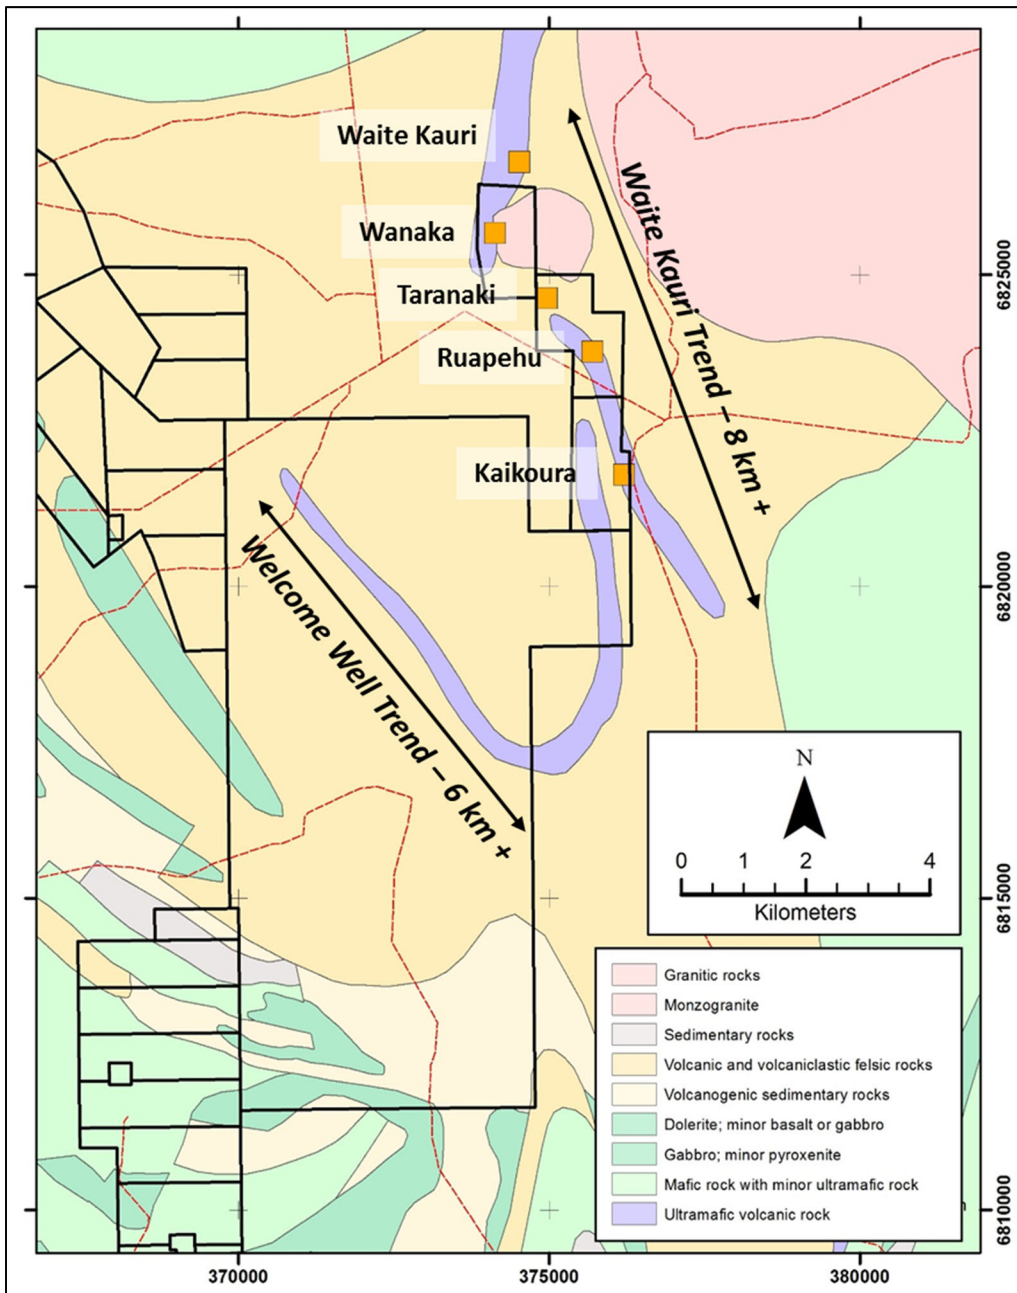 Waite Kauri
Wanaka
Taranaki
Ruapehu
Kaikoura
Waite Kauri Trend – 8 km +
Welcome Well Trend – 6 km +
6825000
6820000
6815000
6810000
N
0 1 2 4
Kilometers
Granitic rocks
Monzogranite
Sedimentary rocks
Volcanic and volcaniclastic felsic rocks
Volcanogenic sedimentary rocks
Dolerite; minor basalt or gabbro
Gabbro; minor pyroxenite
Mafic rock with minor ultramafic rock
Ultramafic volcanic rock
370000 375000 380000